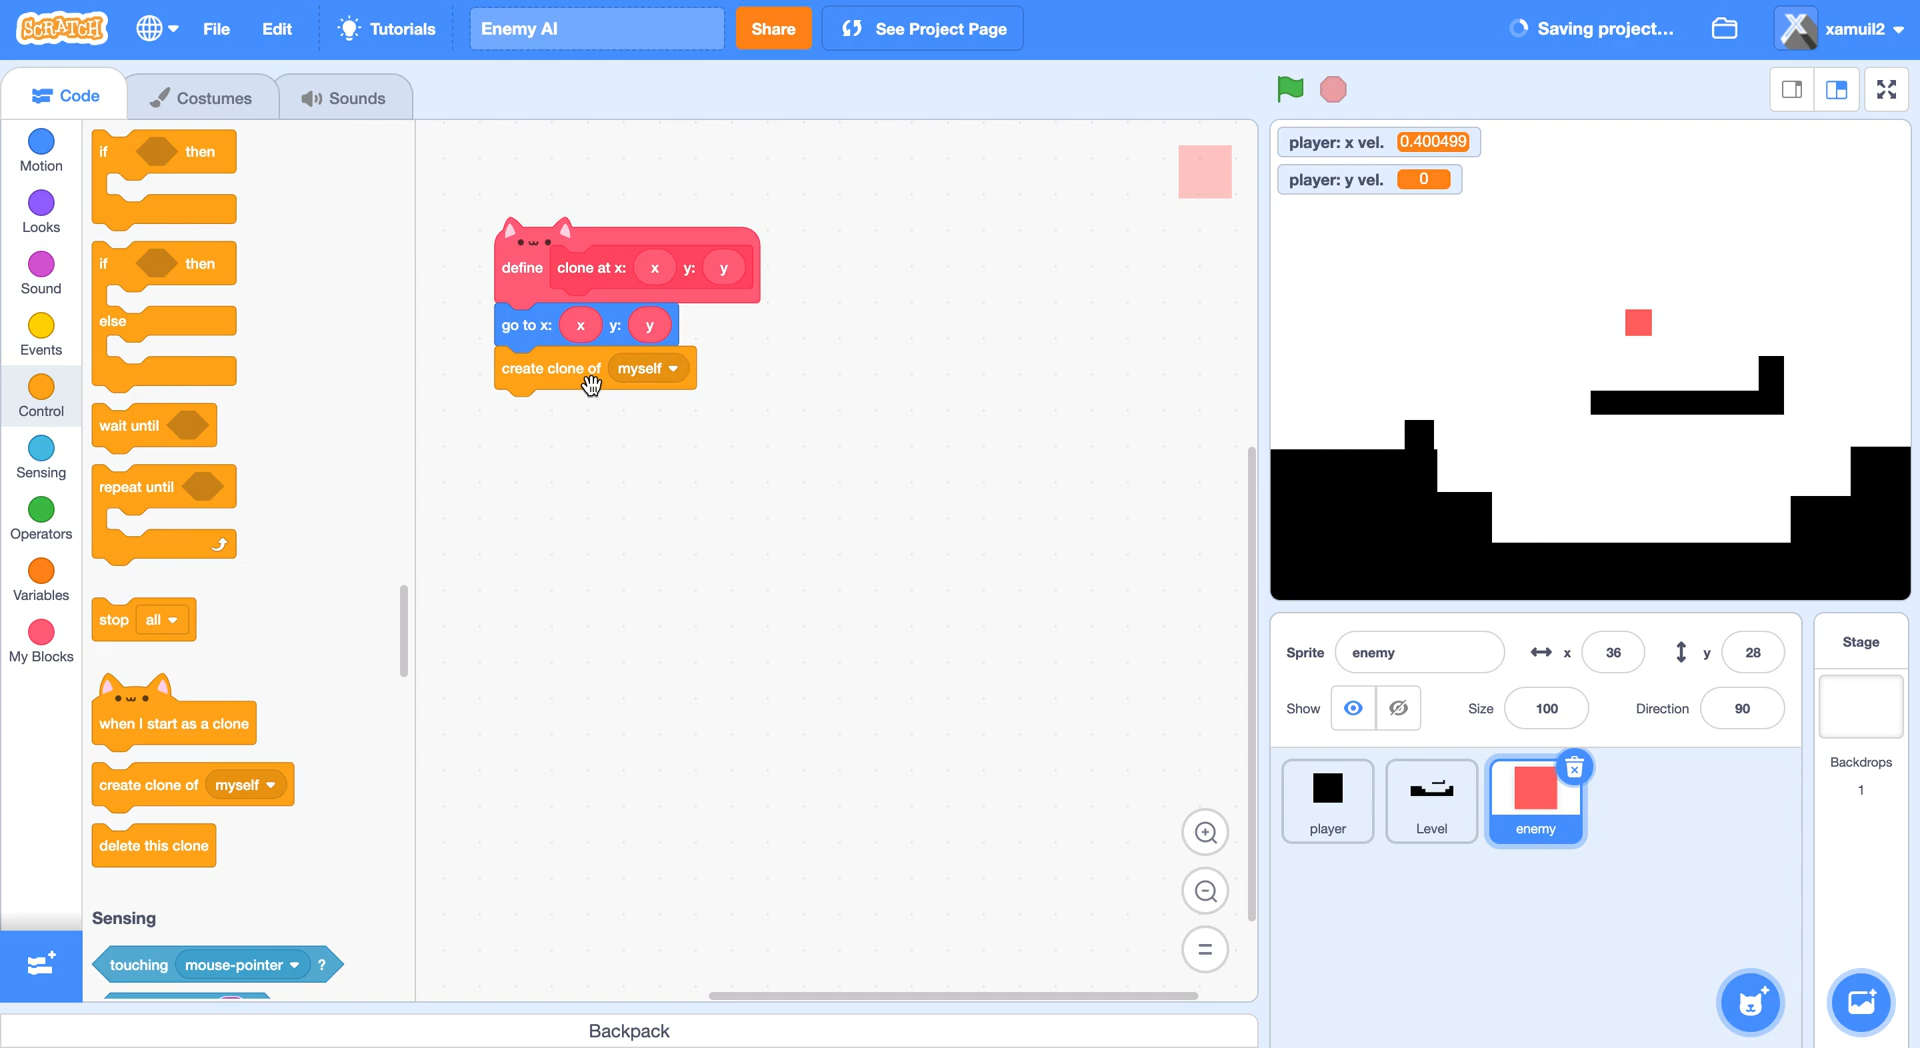 SCRATCH File Edit Tutorials Enemy AI Share See Project Page Saving project... xamuil2
Code Costumes Sounds
Motion
Looks
Sound
Events
Control
Sensing
Operators
Variables
My Blocks
if then
if then
else
wait until
repeat until
stop all
when I start as a clone
create clone of myself
delete this clone
Sensing
touching mouse-pointer ?
define clone at x: x y: y
go to x: x y: y
create clone of myself
Backpack
player: x vel. 0.400499
player: y vel. 0
Sprite enemy x 36 y 28
Show Size 100 Direction 90
player Level enemy
Stage
Backdrops
1